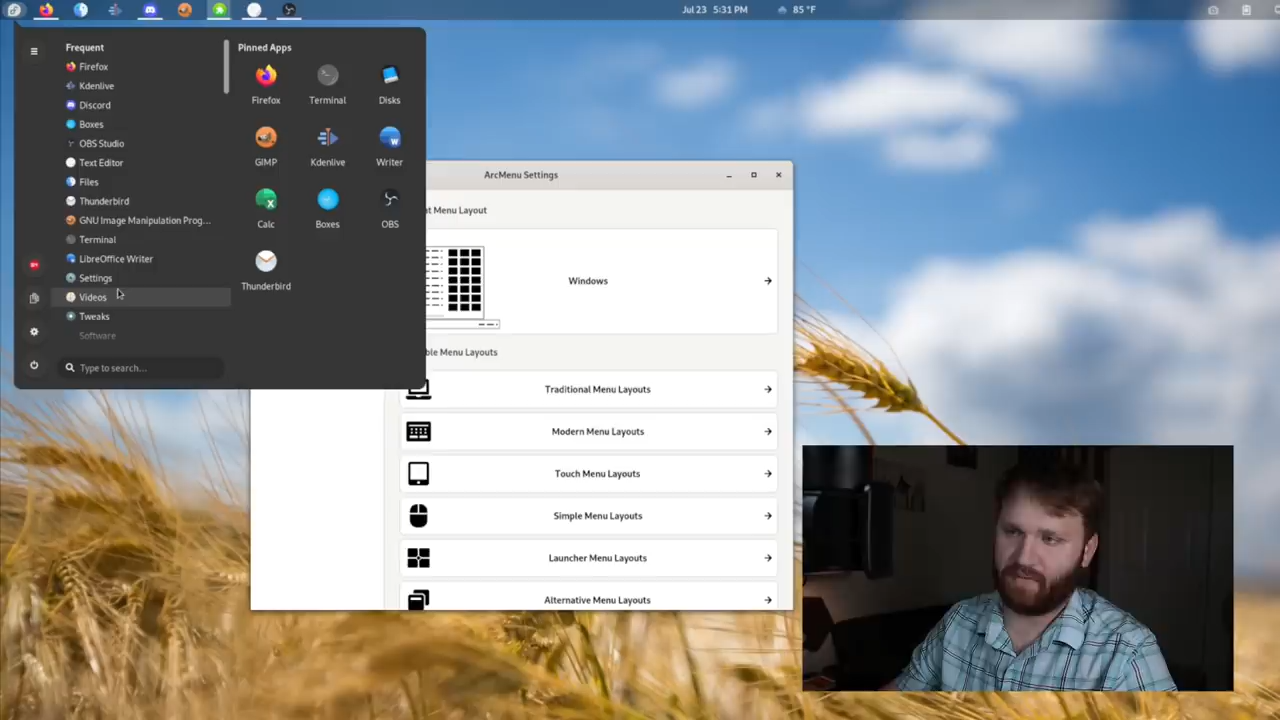 Jul 23 5:31 PM
85 °F
Frequent
Firefox
Kdenlive
Discord
Boxes
OBS Studio
Text Editor
Files
Thunderbird
GNU Image Manipulation Prog...
Terminal
LibreOffice Writer
Settings
Videos
Tweaks
Software
Type to search...
Pinned Apps
Firefox
Terminal
Disks
GIMP
Kdenlive
Writer
Calc
Boxes
OBS
Thunderbird
ArcMenu Settings
nt Menu Layout
Windows
ble Menu Layouts
Traditional Menu Layouts
Modern Menu Layouts
Touch Menu Layouts
Simple Menu Layouts
Launcher Menu Layouts
Alternative Menu Layouts